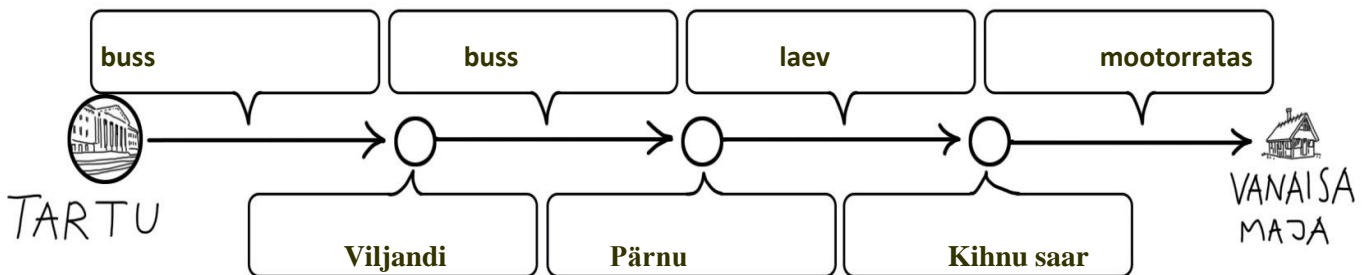 buss
buss
laev
mootorratas
TARTU
VANAISA
MAJA
Viljandi
Pärnu
Kihnu saar